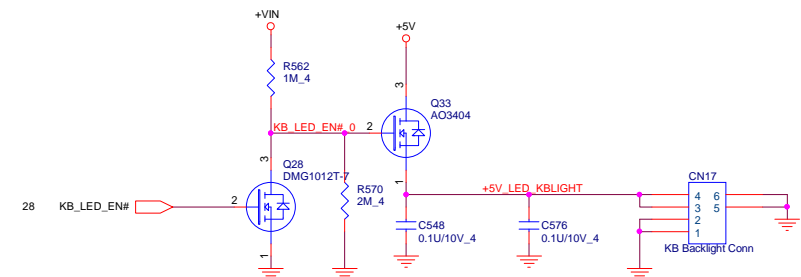 +VIN
+5V
R562
1M_4
3
Q33
AO3404
KB_LED_EN#_0
2
3
Q28
DMG1012T-7
1
CN17
+5V_LED_KBLIGHT
4 6
3 5
2
1
R570
2M_4
28 KB_LED_EN#
2
C548
0.1U/10V_4
C576
0.1U/10V_4
KB Backlight Conn
1